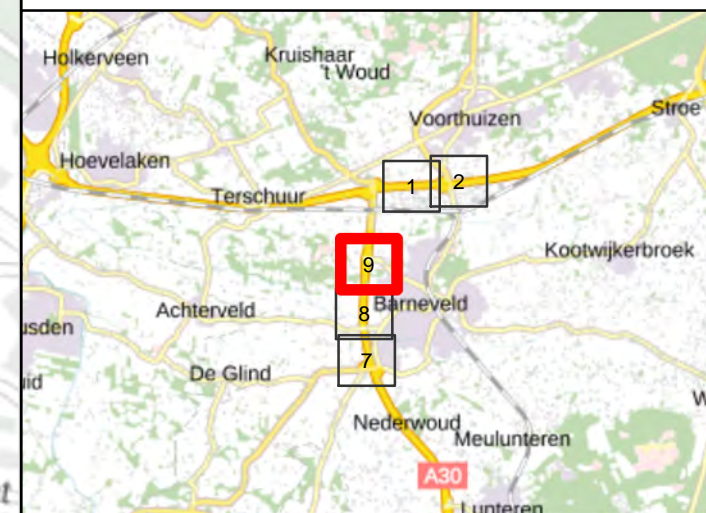 Holkerveen
Kruishaar
't Woud
Voorthuizen
Stroe
Hoevelaken
Terschuur
1
2
Kootwijkerbroek
9
Achterveld
8
Barneveld
usden
De Glind
7
uid
W
Nederwoud
Meulunteren
A30
Lunteren
t